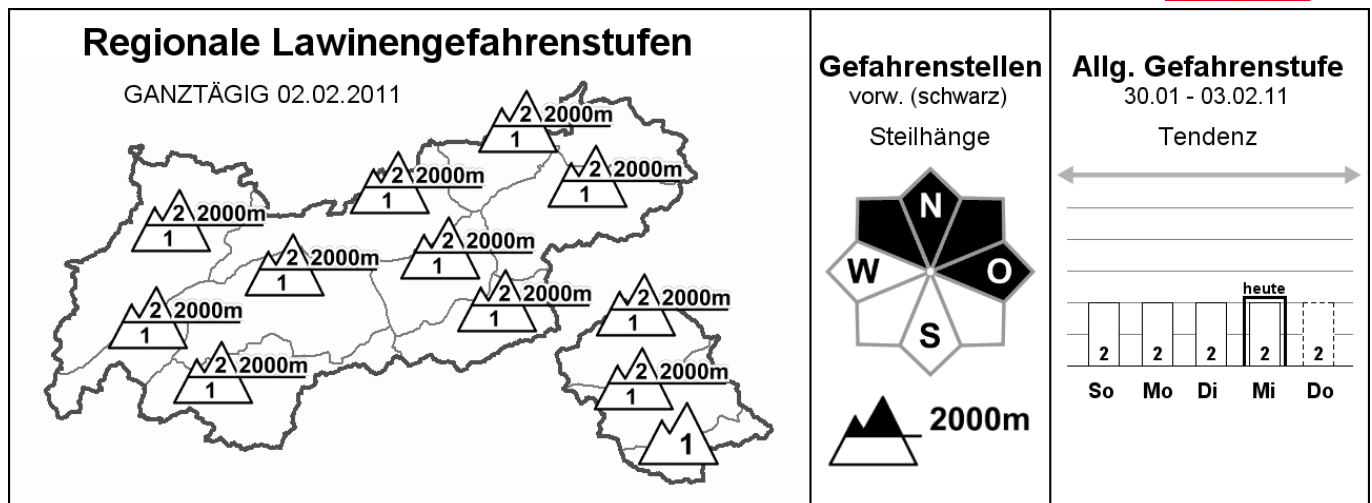 Regionale Lawinengefahrenstufen
GANZTÄGIG 02.02.2011
2 2000m
1
2 2000m
1
2 2000m
1
2 2000m
1
2 2000m
1
2 2000m
1
2 2000m
1
2 2000m
1
2 2000m
1
2 2000m
1
2 2000m
1
1
Gefahrenstellen
vorw. (schwarz)
Steilhänge
N
W
O
S
2000m
Allg. Gefahrenstufe
30.01 - 03.02.11
Tendenz
heute
2 2 2 2 2
So Mo Di Mi Do